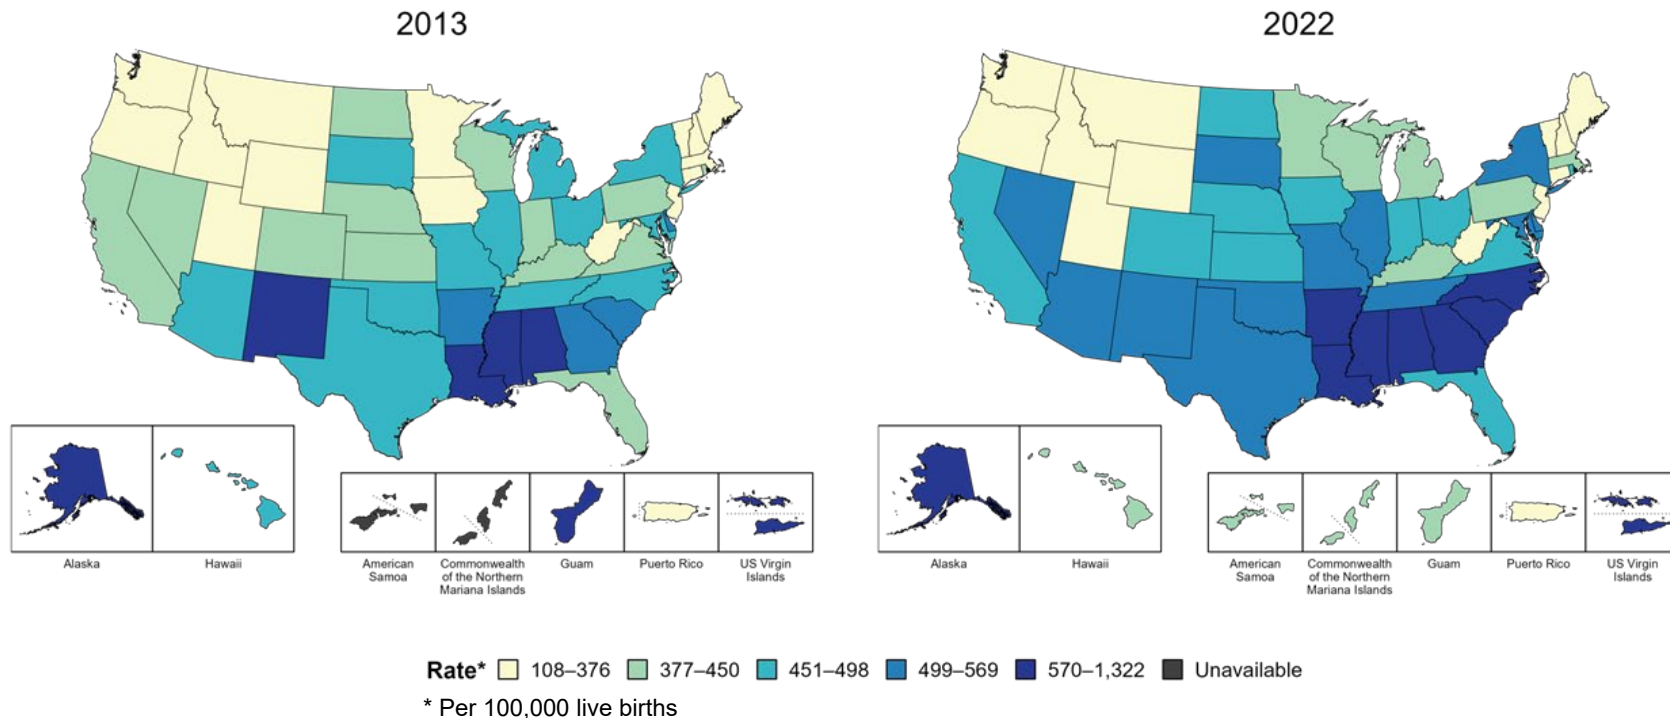 2013
2022
Alaska
Hawaii
American
Samoa
Commonwealth
of the Northern
Mariana Islands
Guam
Puerto Rico
US Virgin
Islands
Alaska
Hawaii
American
Samoa
Commonwealth
of the Northern
Mariana Islands
Guam
Puerto Rico
US Virgin
Islands
Rate* 108–376 377–450 451–498 499–569 570–1,322 Unavailable
* Per 100,000 live births